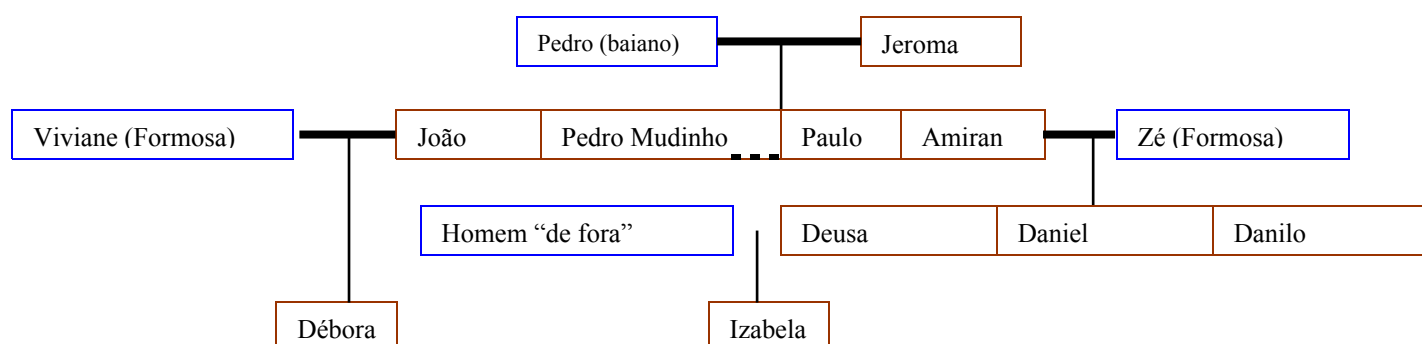 Pedro (baiano) Jeroma
Viviane (Formosa) João Pedro Mudinho Paulo Amiran Zé (Formosa)
Homem “de fora” Deusa Daniel Danilo
Débora Izabela